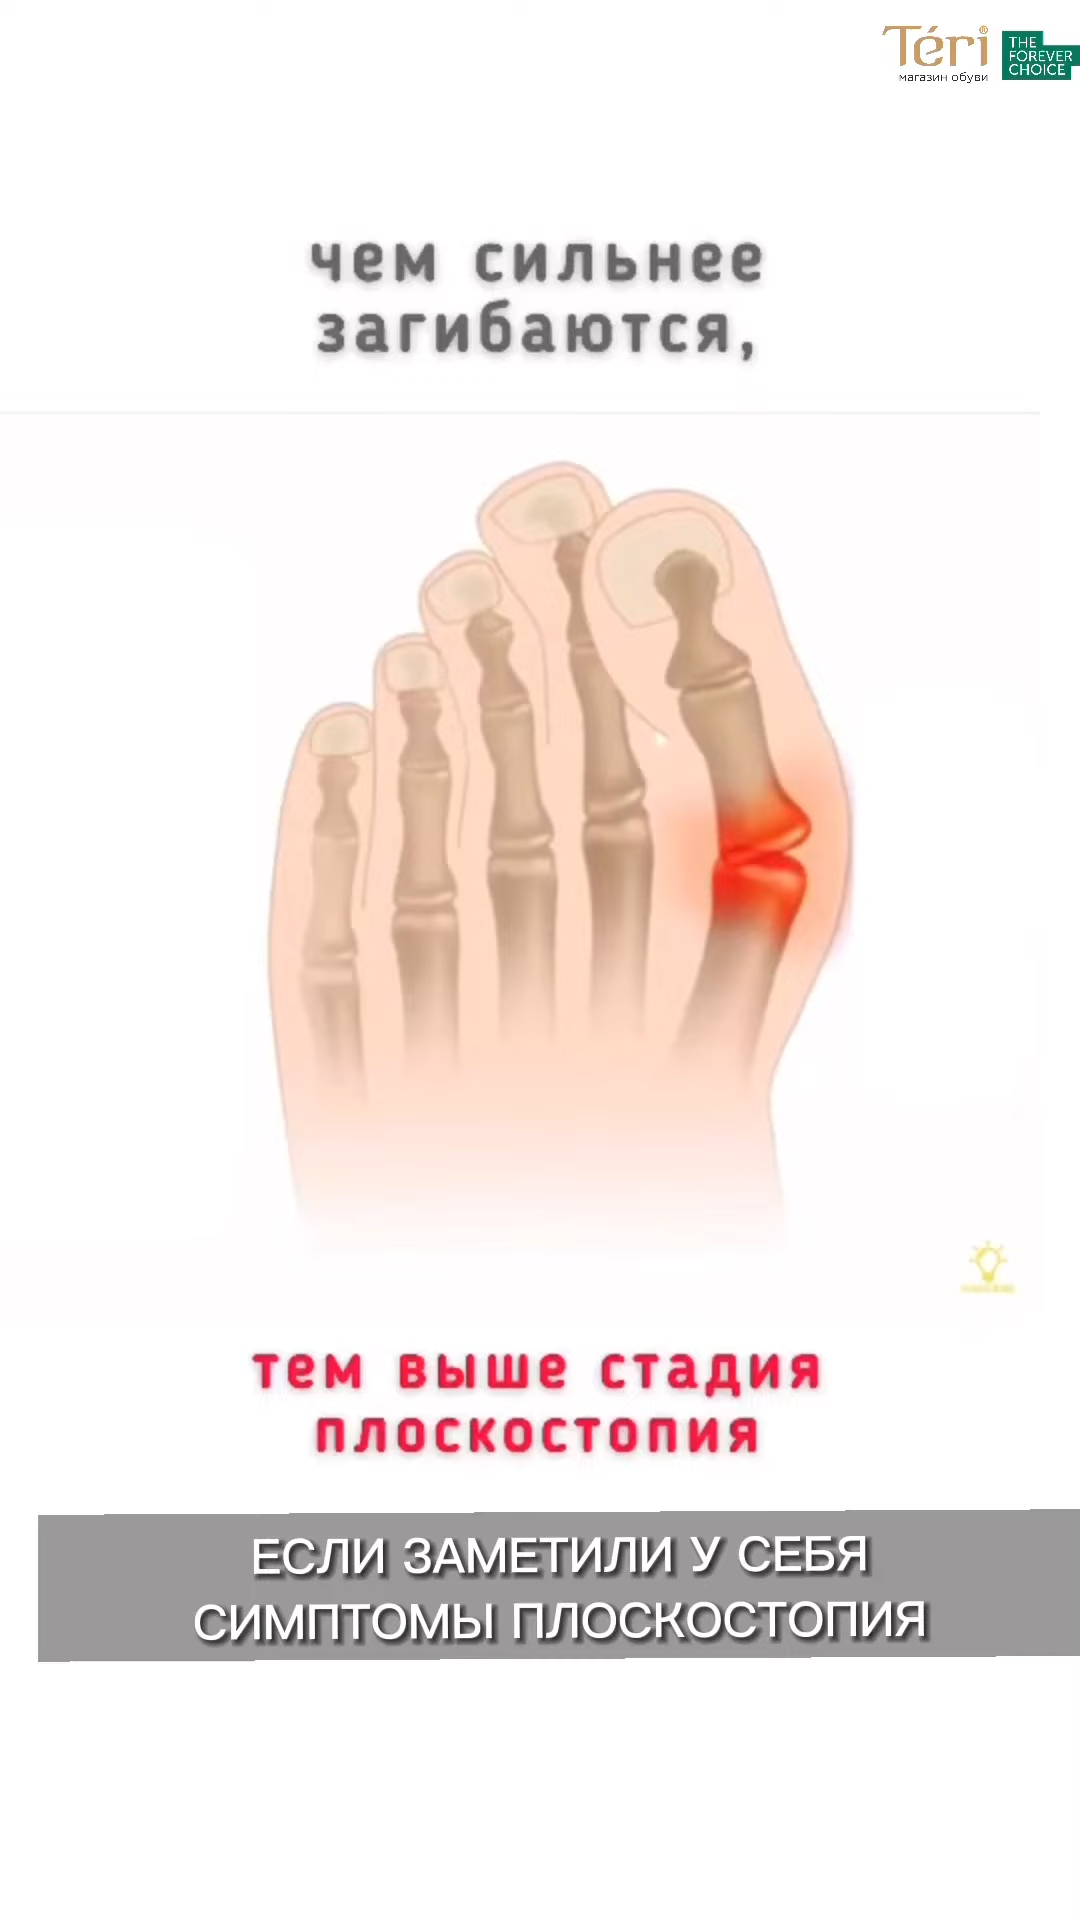 Téri®
магазин обуви
THE
FOREVER
CHOICE
чем сильнее
загибаются,
тем выше стадия
плоскостопия
ЕСЛИ ЗАМЕТИЛИ У СЕБЯ
СИМПТОМЫ ПЛОСКОСТОПИЯ